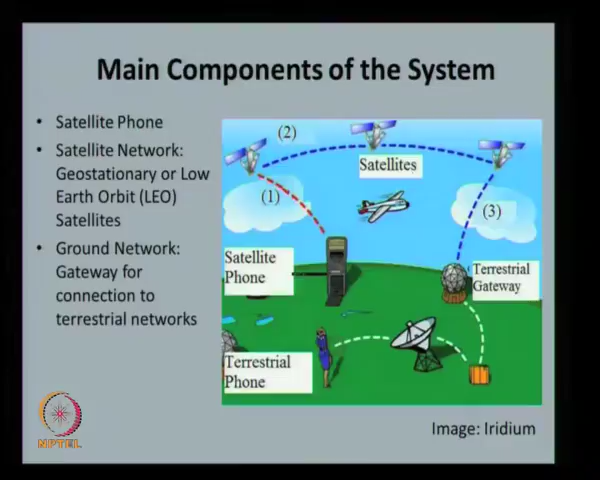 Main Components of the System
• Satellite Phone
• Satellite Network:
Geostationary or Low
Earth Orbit (LEO)
Satellites
• Ground Network:
Gateway for
connection to
terrestrial networks
(2)
Satellites
(1)
(3)
Satellite
Phone
Terrestrial
Gateway
Terrestrial
Phone
Image: Iridium
NPTEL